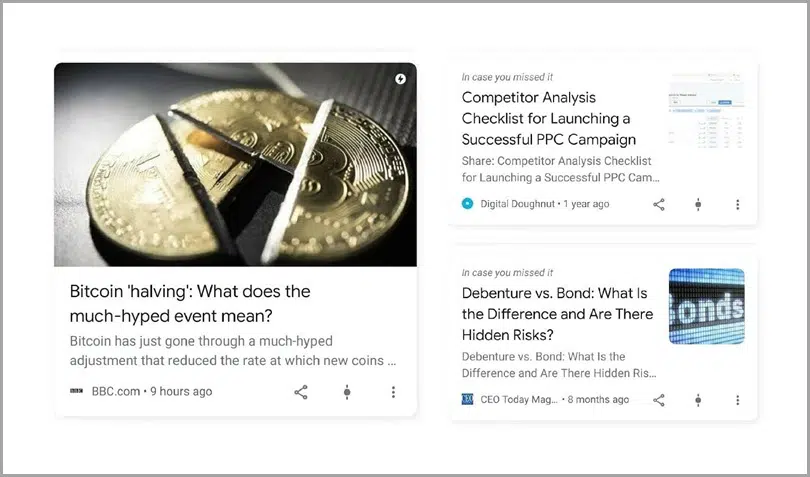 Bitcoin 'halving': What does the
much-hyped event mean?
Bitcoin has just gone through a much-hyped
adjustment that reduced the rate at which new coins ...
BBC BBC.com • 9 hours ago
In case you missed it
Competitor Analysis
Checklist for Launching a
Successful PPC Campaign
Share: Competitor Analysis Checklist
for Launching a Successful PPC Cam...
Digital Doughnut • 1 year ago
In case you missed it
Debenture vs. Bond: What Is
the Difference and Are There
Hidden Risks?
Debenture vs. Bond: What Is the
Difference and Are There Hidden Ris...
onds
CEO CEO Today Mag... • 8 months ago